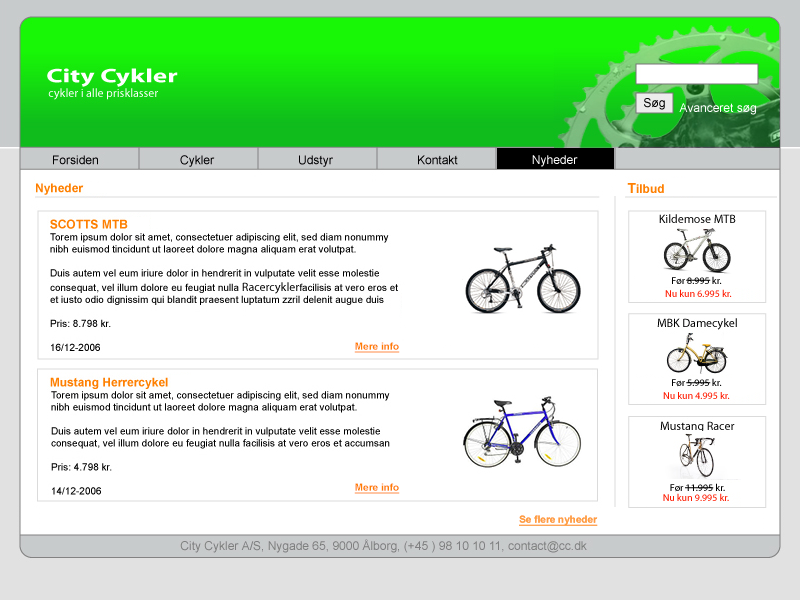 City Cykler
cykler i alle prisklasser
Søg
Avanceret søg
Forsiden
Cykler
Udstyr
Kontakt
Nyheder
Nyheder
SCOTTS MTB
Torem ipsum dolor sit amet, consectetuer adipiscing elit, sed diam nonummy
nibh euismod tincidunt ut laoreet dolore magna aliquam erat volutpat.
Duis autem vel eum iriure dolor in hendrerit in vulputate velit esse molestie
consequat, vel illum dolore eu feugiat nulla Racercyklerfacilisis at vero eros et
et iusto odio dignissim qui blandit praesent luptatum zzril delenit augue duis
Pris: 8.798 kr.
16/12-2006
Mere info
Mustang Herrercykel
Torem ipsum dolor sit amet, consectetuer adipiscing elit, sed diam nonummy
nibh euismod tincidunt ut laoreet dolore magna aliquam erat volutpat.
Duis autem vel eum iriure dolor in hendrerit in vulputate velit esse molestie
consequat, vel illum dolore eu feugiat nulla facilisis at vero eros et accumsan
Pris: 4.798 kr.
14/12-2006
Mere info
Se flere nyheder
Tilbud
Kildemose MTB
Før 8.995 kr.
Nu kun 6.995 kr.
MBK Damecykel
Før 5.995 kr.
Nu kun 4.995 kr.
Mustang Racer
Før 11.995 kr.
Nu kun 9.995 kr.
City Cykler A/S, Nygade 65, 9000 Ålborg, (+45 ) 98 10 10 11, contact@cc.dk